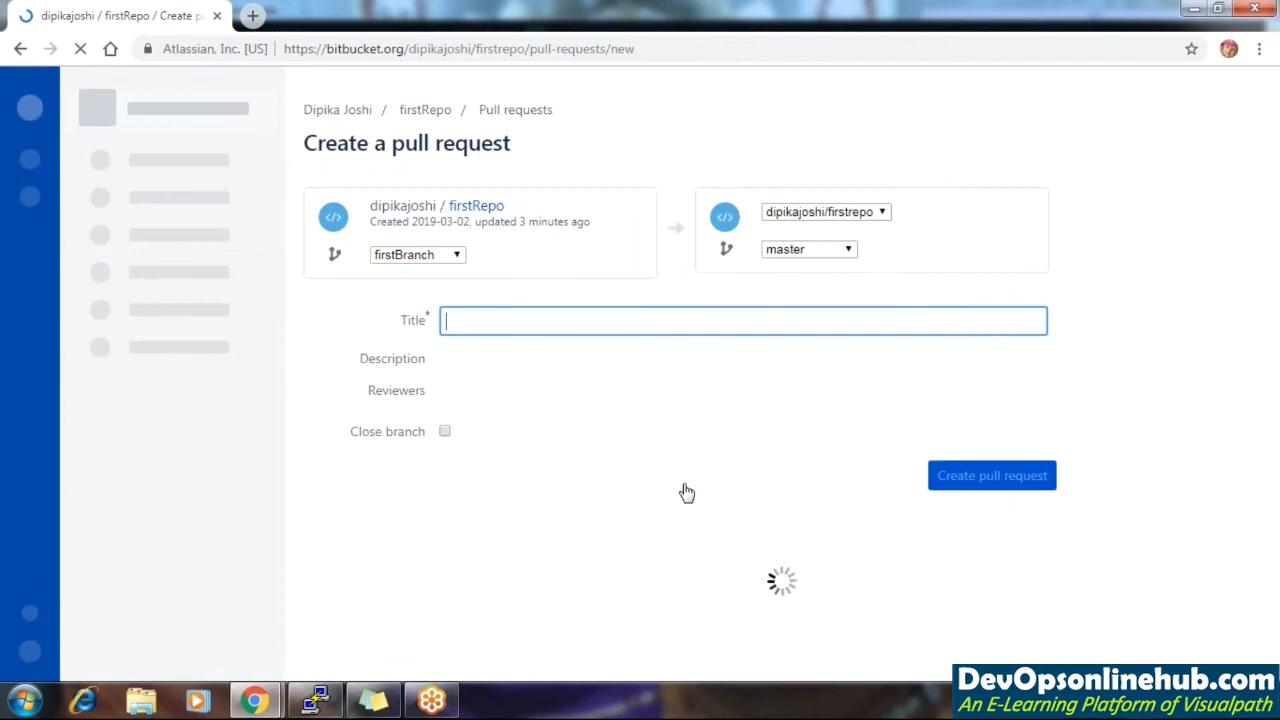 dipikajoshi / firstRepo / Create p
Atlassian, Inc. [US] | https://bitbucket.org/dipikajoshi/firstrepo/pull-requests/new
Dipika Joshi / firstRepo / Pull requests
Create a pull request
dipikajoshi / firstRepo
Created 2019-03-02, updated 3 minutes ago
firstBranch
dipikajoshi/firstrepo
master
Title*
Description
Reviewers
Close branch
Create pull request
DevOpsonlinehub.com
An E-Learning Platform of Visualpath